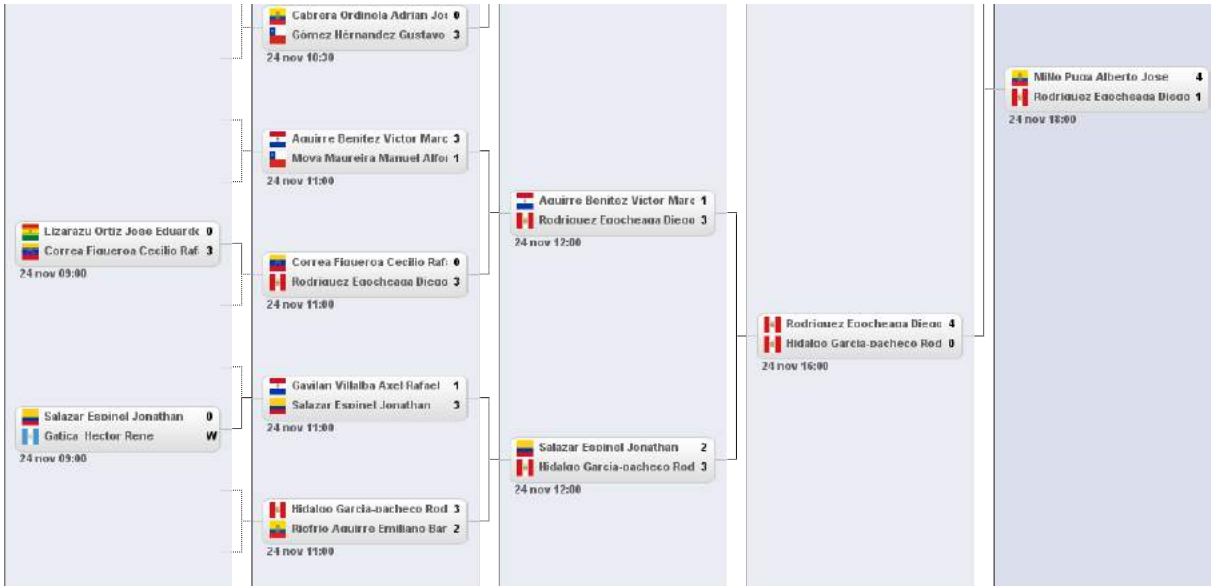 Cabrera Ordinola Adrian Jos 0
Gómez Hérnandez Gustavo 3
24 nov 10:30
Millo Puga Alberto Jose 4
Rodriguez Egocheaga Diego 1
24 nov 18:00
Aguirre Benitez Victor Marc 3
Moya Maureira Manuel Alfon 1
24 nov 11:00
Aguirre Benitez Victor Marc 1
Rodriguez Egocheaga Diego 3
24 nov 12:00
Lizarazu Ortiz Jose Eduardo 0
Correa Figueroa Cecilio Rafa 3
24 nov 09:00
Correa Figueroa Cecilio Rafa 0
Rodriguez Egocheaga Diego 3
24 nov 11:00
Rodriguez Egocheaga Diego 4
Hidalgo Garcia-pacheco Rod 0
24 nov 16:00
Gavilan Villalba Axel Rafael 1
Salazar Espinel Jonathan 3
24 nov 11:00
Salazar Espinel Jonathan 0
Gatica Hector Rene W
24 nov 09:00
Salazar Espinel Jonathan 2
Hidalgo Garcia-pacheco Rod 3
24 nov 12:00
Hidalgo Garcia-pacheco Rod 3
Riofrio Aguirre Emiliano Bar 2
24 nov 11:00